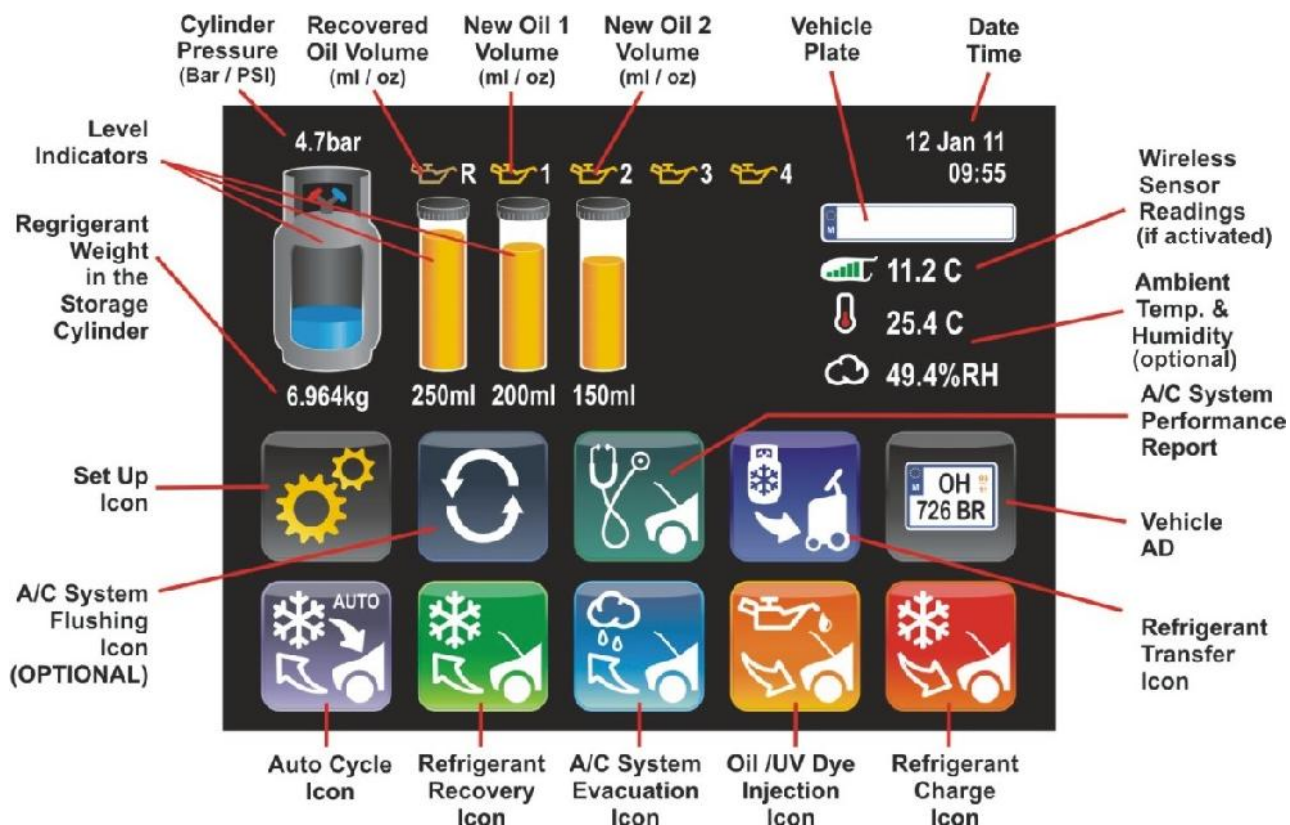 Cylinder
Pressure
(Bar / PSI)
Recovered
Oil Volume
(ml / oz)
New Oil 1
Volume
(ml / oz)
New Oil 2
Volume
(ml / oz)
Vehicle
Plate
Date
Time
Level
Indicators
Regrigerant
Weight
in the
Storage
Cylinder
4.7bar
R
1
2
3
4
12 Jan 11
09:55
M
11.2 C
25.4 C
49.4%RH
6.964kg
250ml
200ml
150ml
Wireless
Sensor
Readings
(if activated)
Ambient
Temp. &
Humidity
(optional)
A/C System
Performance
Report
Set Up
Icon
M
OH
726 BR
Vehicle
AD
A/C System
Flushing
Icon
(OPTIONAL)
AUTO
Refrigerant
Transfer
Icon
Auto Cycle
Icon
Refrigerant
Recovery
Icon
A/C System
Evacuation
Icon
Oil /UV Dye
Injection
Icon
Refrigerant
Charge
Icon